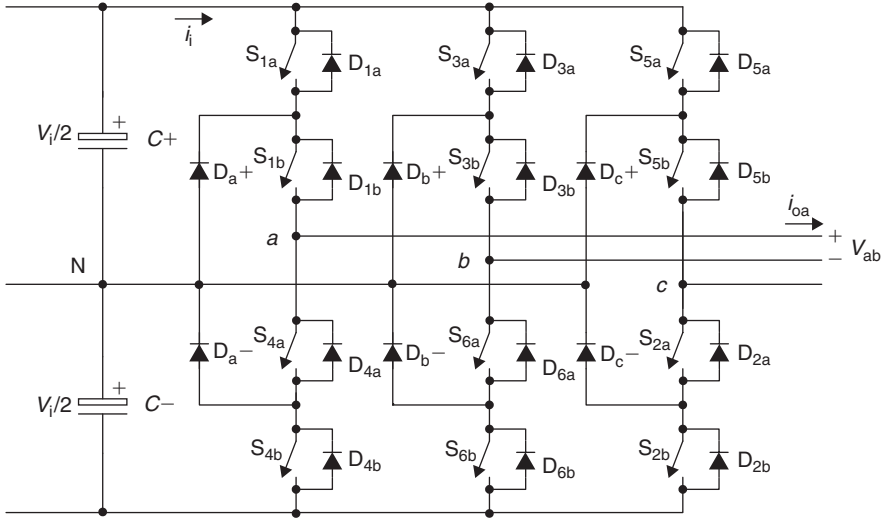 i_i
S_1a D_1a S_3a D_3a S_5a D_5a
V_i/2 + C+
D_a+ S_1b D_1b D_b+ S_3b D_3b D_c+ S_5b D_5b
i_oa
a + V_ab
b −
N c
D_a− S_4a D_4a D_b− S_6a D_6a D_c− S_2a D_2a
V_i/2 + C−
S_4b D_4b S_6b D_6b S_2b D_2b